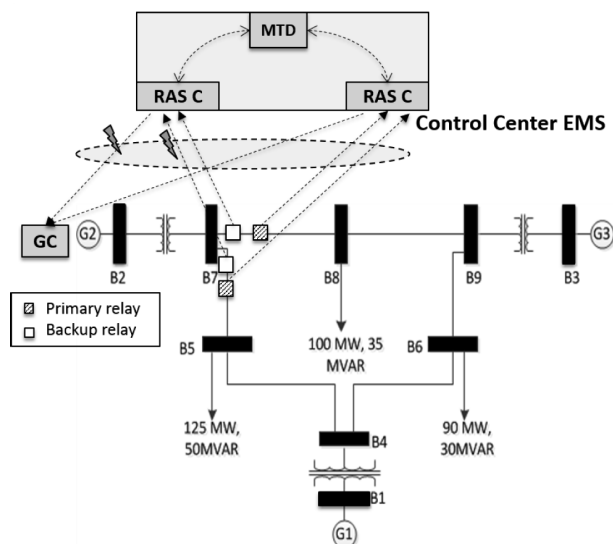 MTD
RAS C
RAS C
Control Center EMS
GC
G2
G3
B2
B7
B8
B9
B3
Primary relay
Backup relay
B5
100 MW, 35
MVAR
B6
125 MW,
50MVAR
B4
90 MW,
30MVAR
B1
G1